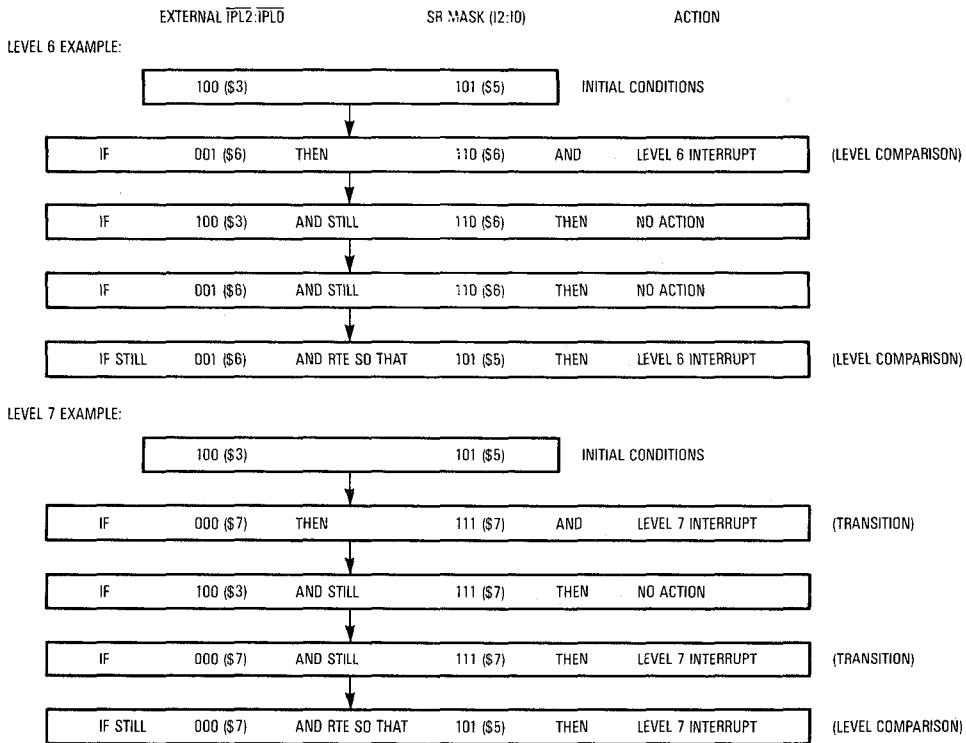 EXTERNAL IPL2:IPL0 SR MASK (I2:I0) ACTION
LEVEL 6 EXAMPLE:
100 ($3) 101 ($5) INITIAL CONDITIONS
IF 001 ($6) THEN 110 ($6) AND LEVEL 6 INTERRUPT (LEVEL COMPARISON)
IF 100 ($3) AND STILL 110 ($6) THEN NO ACTION
IF 001 ($6) AND STILL 110 ($6) THEN NO ACTION
IF STILL 001 ($6) AND RTE SO THAT 101 ($5) THEN LEVEL 6 INTERRUPT (LEVEL COMPARISON)
LEVEL 7 EXAMPLE:
100 ($3) 101 ($5) INITIAL CONDITIONS
IF 000 ($7) THEN 111 ($7) AND LEVEL 7 INTERRUPT (TRANSITION)
IF 100 ($3) AND STILL 111 ($7) THEN NO ACTION
IF 000 ($7) AND STILL 111 ($7) THEN LEVEL 7 INTERRUPT (TRANSITION)
IF STILL 000 ($7) AND RTE SO THAT 101 ($5) THEN LEVEL 7 INTERRUPT (LEVEL COMPARISON)